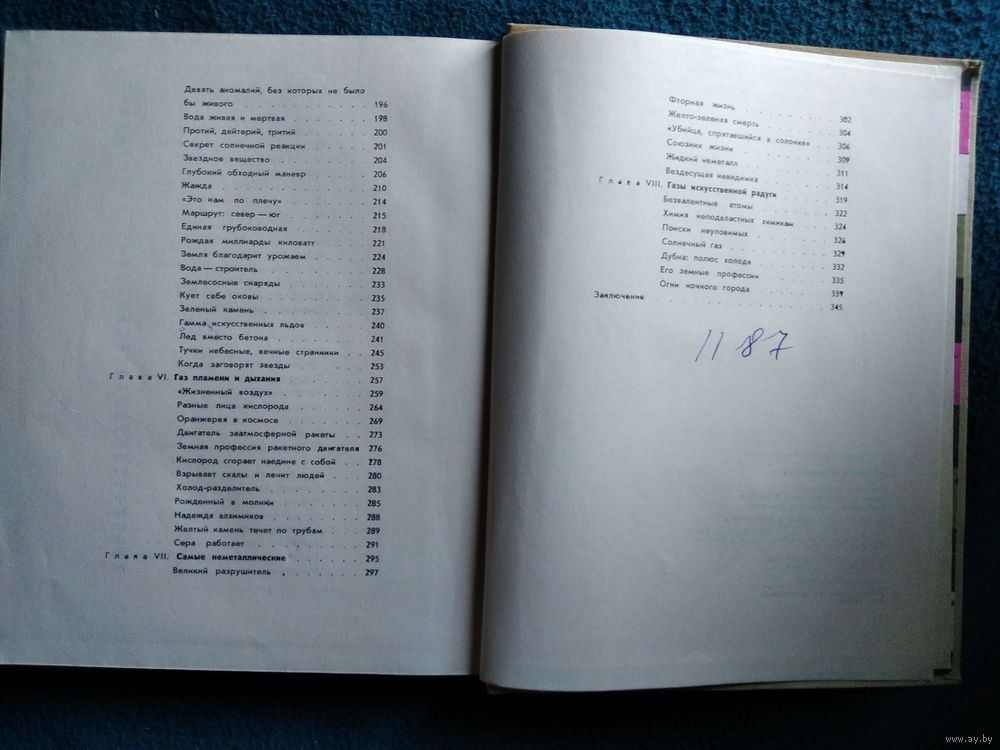 Девять аномалий, без которых не было
бы живого . . . . . . . . . . 196
Вода живая и мертвая . . . . . . 198
Протий, дейтерий, тритий . . . . . 200
Секрет солнечной реакции . . . . . 201
Звездное вещество . . . . . . . 204
Глубокий обходный маневр . . . . . 206
Жажда . . . . . . . . . . . 210
«Это нам по плечу» . . . . . . . 214
Маршрут: север — юг . . . . . . 215
Единая глубоководная . . . . . . 218
Рождая миллиарды киловатт . . . . 221
Земля благодарит урожаем . . . . . 224
Вода — строитель . . . . . . . 228
Землесосные снаряды . . . . . . 233
Кует себе оковы . . . . . . . . 235
Зеленый камень . . . . . . . . 237
Гамма искусственных льдов . . . . 240
Лед вместо бетона . . . . . . . 241
Тучки небесные, вечные странники . . 245
Когда заговорят звезды . . . . . 253
Глава VI. Газ пламени и дыхания . . . . . 257
«Жизненный воздух» . . . . . . . 259
Разные лица кислорода . . . . . . 264
Оранжерея в космосе . . . . . . 269
Двигатель заатмосферной ракеты . . 273
Земная профессия ракетного двигателя 276
Кислород сгорает наедине с собой . . 278
Взрывает скалы и лечит людей . . . 280
Холод-разделитель . . . . . . . 283
Рожденный в молнии . . . . . . 285
Надежда алхимиков . . . . . . . 288
Желтый камень течет по трубам . . . 289
Сера работает . . . . . . . . 291
Глава VII. Самые неметаллические . . . . . 295
Великий разрушитель . . . . . . 297
Фторная жизнь . . . . . . . . 302
Желто-зеленая смерть . . . . . . 304
«Убийца, спрятавшийся в солонке» . . 306
Союзник жизни . . . . . . . . 309
Жидкий неметалл . . . . . . . 311
Вездесущая невидимка . . . . . . 314
Глава VIII. Газы искусственной радуги . . . . 319
Безвалентные атомы . . . . . . 322
Химия неподвластных химикам . . . 324
Поиски неуловимых . . . . . . . 326
Солнечный газ . . . . . . . . 329
Дубна: полюс холода . . . . . . 332
Его земные профессии . . . . . . 335
Огни ночного города . . . . . . 339
Заключение . . . . . . . . . . . 345
11 87
www.ay.by